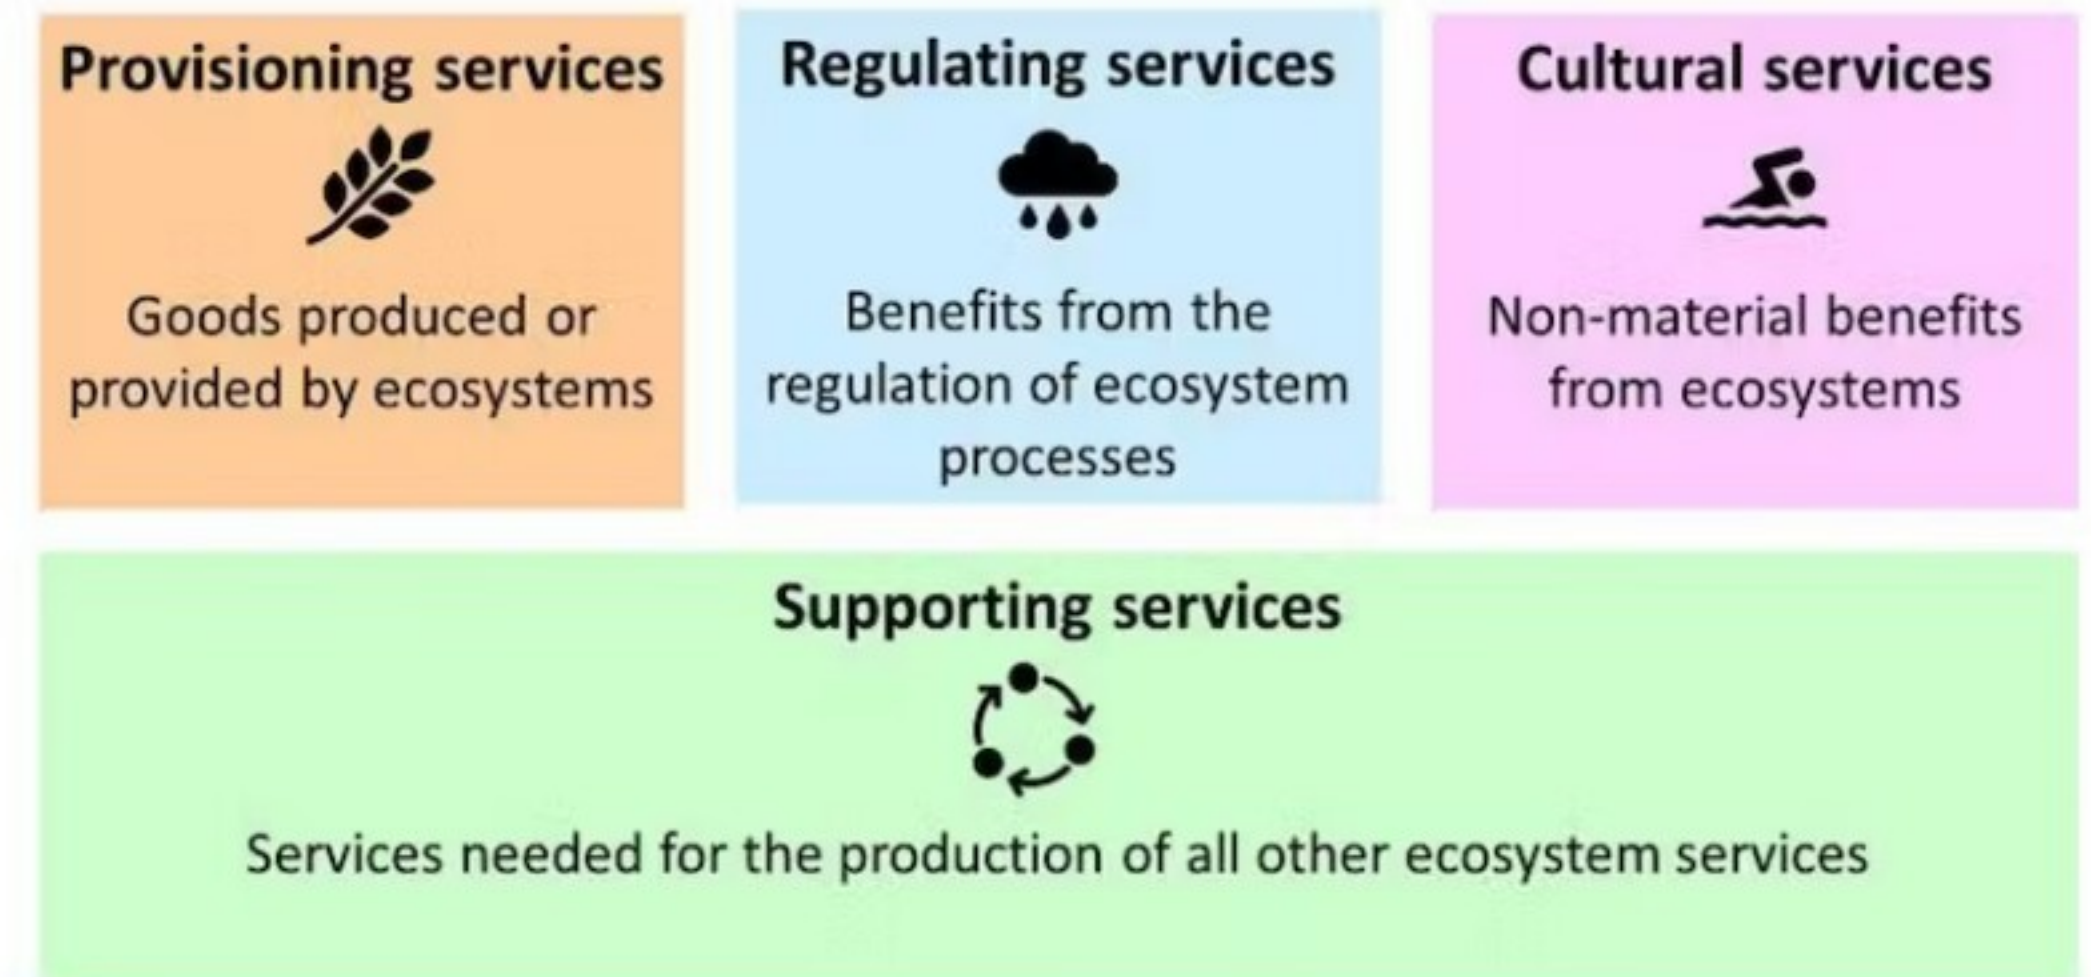 Provisioning services
Goods produced or
provided by ecosystems
Regulating services
Benefits from the
regulation of ecosystem
processes
Cultural services
Non-material benefits
from ecosystems
Supporting services
Services needed for the production of all other ecosystem services